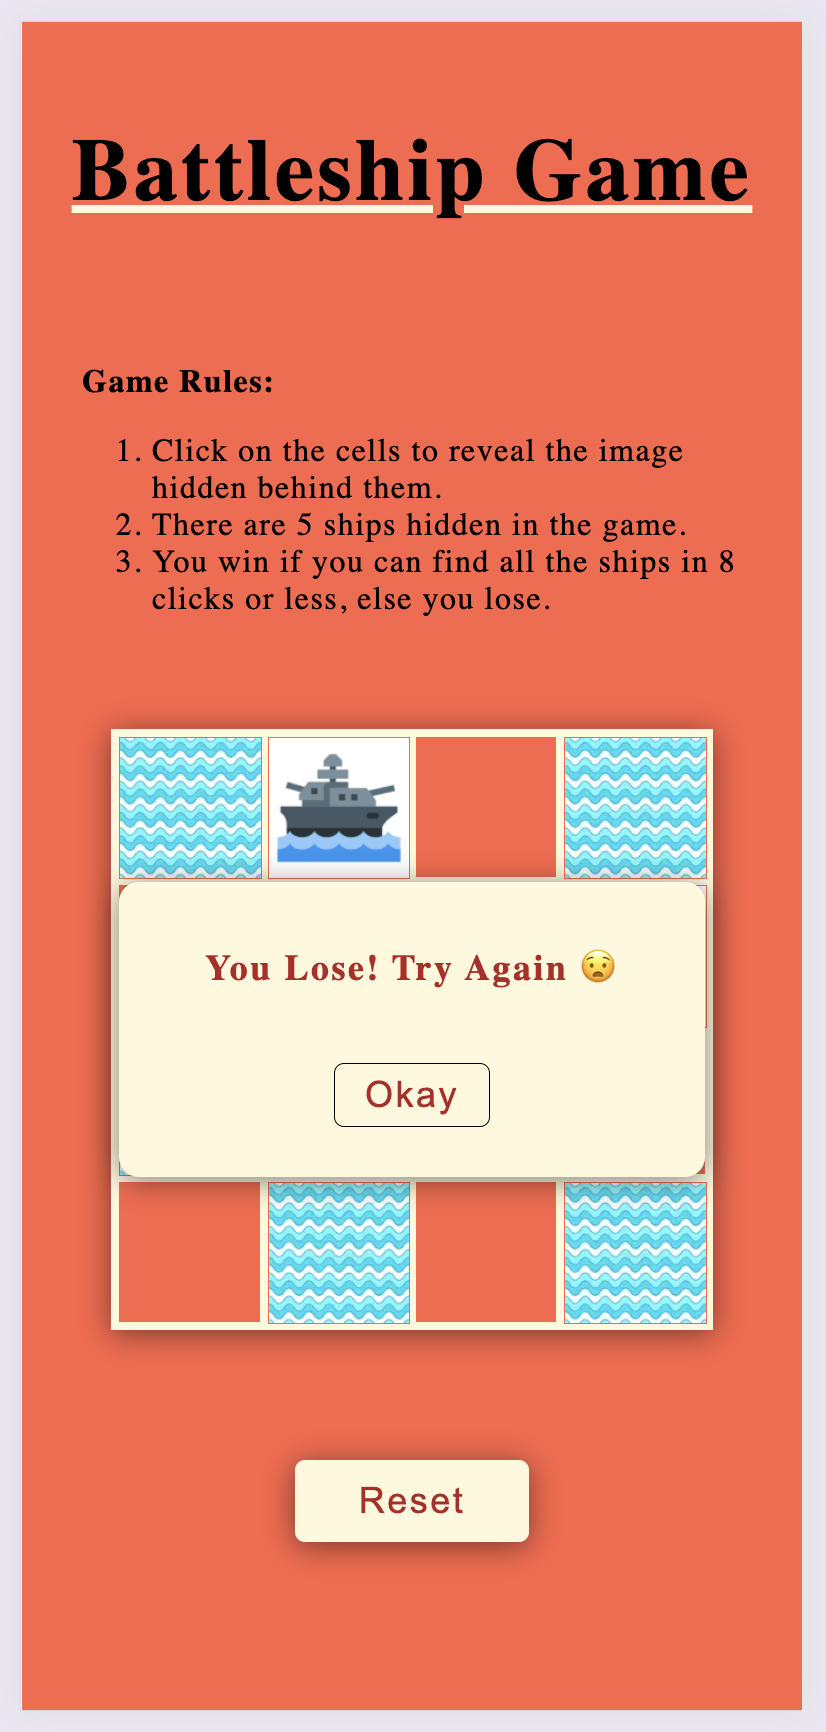 Battleship Game
Game Rules:
1. Click on the cells to reveal the image
hidden behind them.
2. There are 5 ships hidden in the game.
3. You win if you can find all the ships in 8
clicks or less, else you lose.
You Lose! Try Again 😧
Okay
Reset